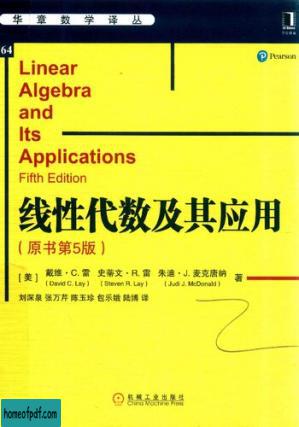 华章数学译丛
64
Pearson
Linear
Algebra
and
Its
Applications
Fifth Edition
线性代数及其应用
(原书第5版)
[美] 戴维·C.雷 史蒂文·R.雷 朱迪·J.麦克唐纳 著
(David C. Lay) (Steven R. Lay) (Judi J. McDonald)
刘深泉 张万芹 陈玉珍 包乐娥 陆博 译
机械工业出版社
China Machine Press
homeofpdf.com